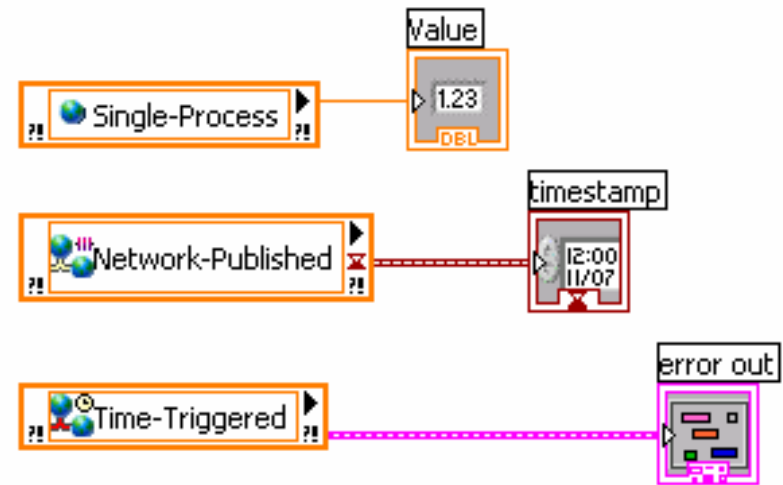 Value
Single-Process
?!
?!
1.23
DBL
timestamp
Network-Published
?!
?!
12:00
11/07
error out
Time-Triggered
?!
?!